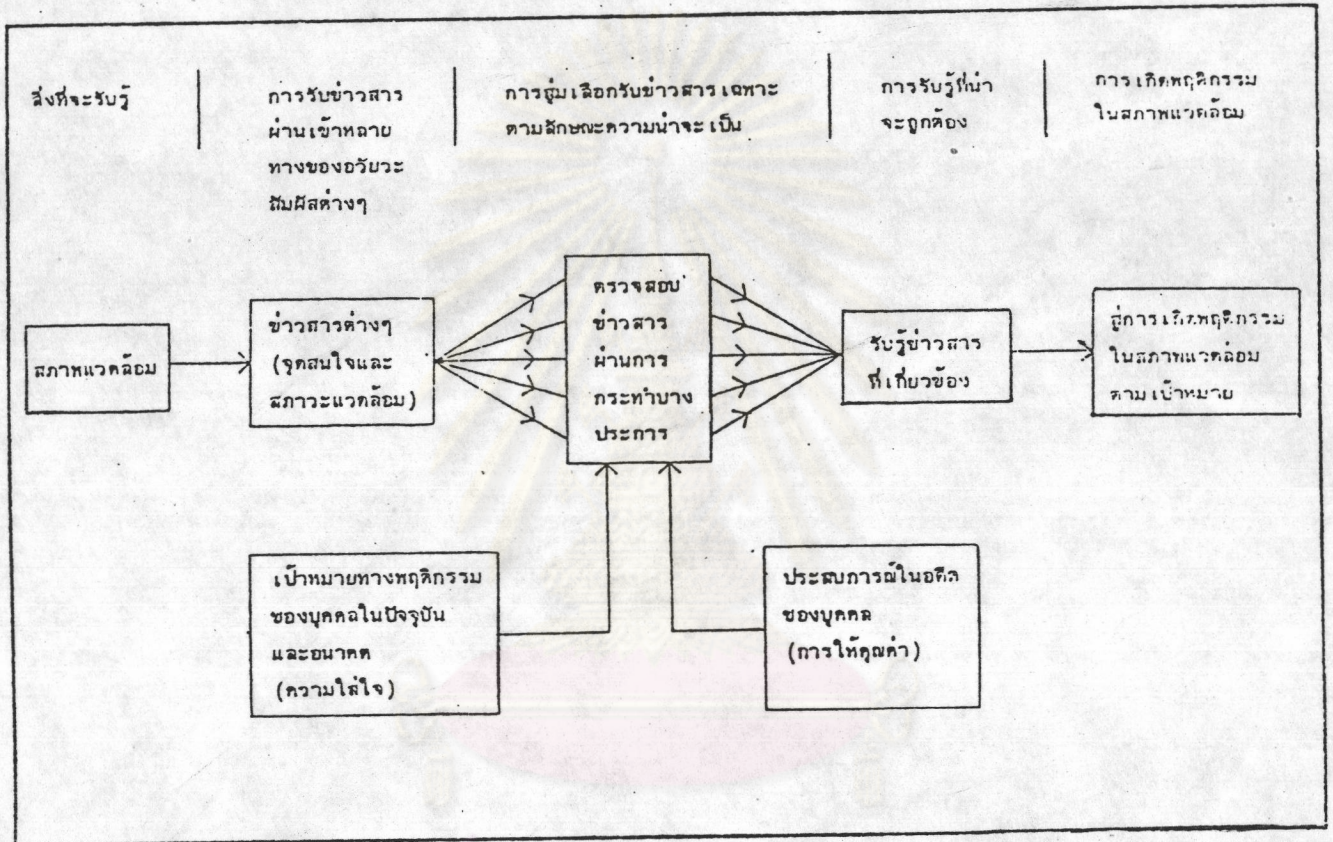 สิ่งที่จะรับรู้
การรับข่าวสาร
ผ่านเข้าหลาย
ทางของอวัยวะ
สัมผัสต่างๆ
การสุ่มเลือกรับข่าวสารเฉพาะ
ตามลักษณะความน่าจะเป็น
การรับรู้ที่น่า
จะถูกต้อง
การเกิดพฤติกรรม
ในสภาพแวดล้อม
สภาพแวดล้อม
ข่าวสารต่างๆ
(จุดสนใจและ
สภาวะแวดล้อม)
ตรวจสอบ
ข่าวสาร
ผ่านการ
กระทำบาง
ประการ
รับรู้ข่าวสาร
ที่เกี่ยวข้อง
สู่การเกิดพฤติกรรม
ในสภาพแวดล้อม
ตามเป้าหมาย
เป้าหมายทางพฤติกรรม
ของบุคคลในปัจจุบัน
และอนาคต
(ความใส่ใจ)
ประสบการณ์ในอดีต
ของบุคคล
(การให้คุณค่า)